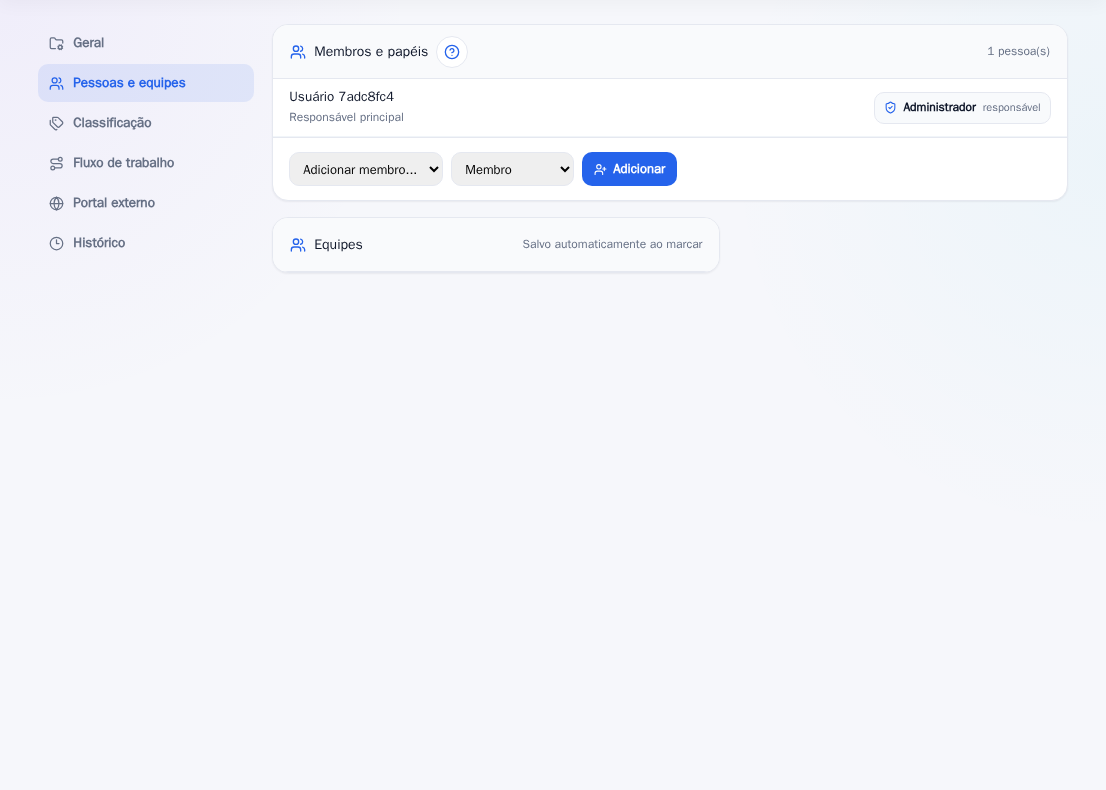 Geral
Pessoas e equipes
Classificação
Fluxo de trabalho
Portal externo
Histórico
Membros e papéis
1 pessoa(s)
Usuário 7adc8fc4
Responsável principal
Administrador responsável
Adicionar membro...
Membro
Adicionar
Equipes
Salvo automaticamente ao marcar